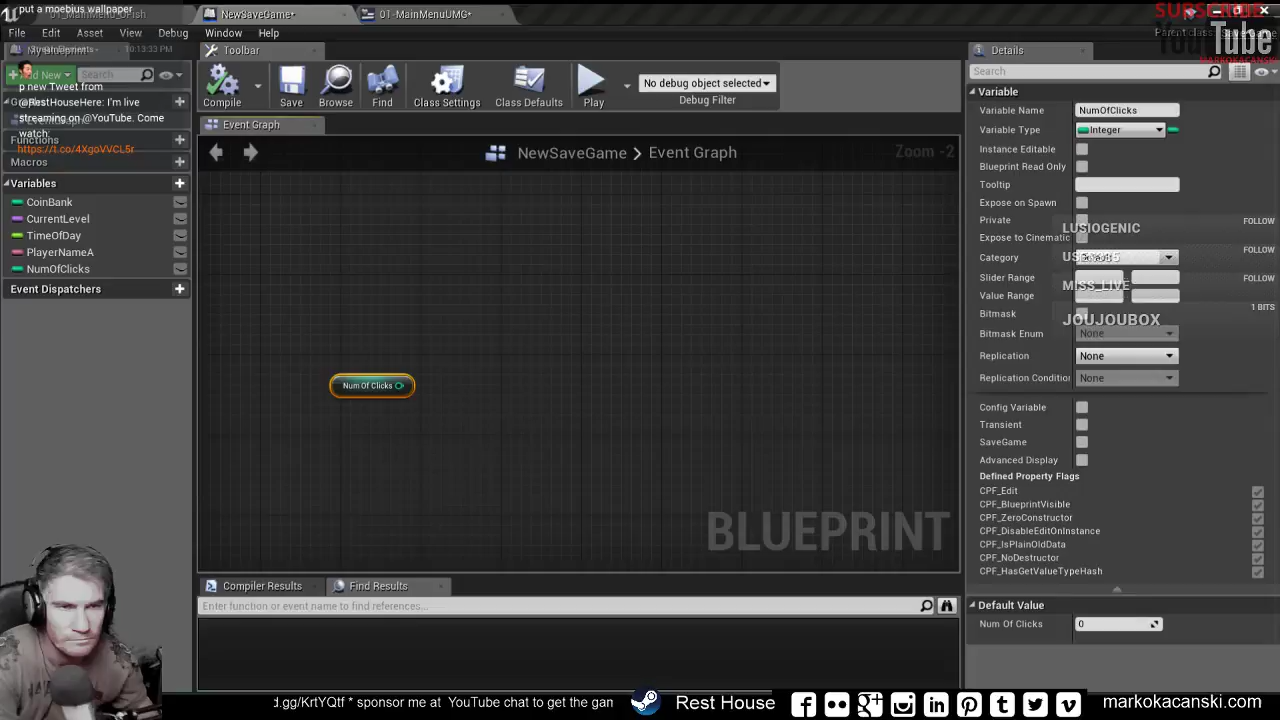 put a moebius wallpaper
01-MainMenu_OFish
NewSaveGame*
01-MainMenuUMG*
SUBSCRIBE
YouTube
MARKOKACANSKI
File
Edit
Asset
View
Debug
Window
Help
10:13:33 PM
Toolbar
Details
Search
Compile
Save
Browse
Find
Class Settings
Class Defaults
Play
No debug object selected
Debug Filter
Search
p new Tweet from
@RestHouseHere: I'm live
streaming on @YouTube. Come
watch:
https://t.co/4XgoVVCL5r
Functions
Macros
Variables
CoinBank
CurrentLevel
TimeOfDay
PlayerNameA
NumOfClicks
Event Dispatchers
Event Graph
NewSaveGame > Event Graph
Zoom -2
Num Of Clicks
BLUEPRINT
Compiler Results
Find Results
Enter function or event name to find references...
Variable
Variable Name
NumOfClicks
Variable Type
Integer
Instance Editable
Blueprint Read Only
Tooltip
Expose on Spawn
Private
Expose to Cinematic
LUSIOGENIC
FOLLOW
Category
FOLLOW
Slider Range
FOLLOW
Value Range
MISS_LIVE
Bitmask
JOUJOUBOX
1 BITS
Bitmask Enum
None
Replication
None
Replication Condition
None
Config Variable
Transient
SaveGame
Advanced Display
Defined Property Flags
CPF_Edit
CPF_BlueprintVisible
CPF_ZeroConstructor
CPF_DisableEditOnInstance
CPF_IsPlainOldData
CPF_NoDestructor
CPF_HasGetValueTypeHash
Default Value
Num Of Clicks
0
d.gg/KrtYQtf * sponsor me at YouTube chat to get the gan
Rest House
markokacanski.com